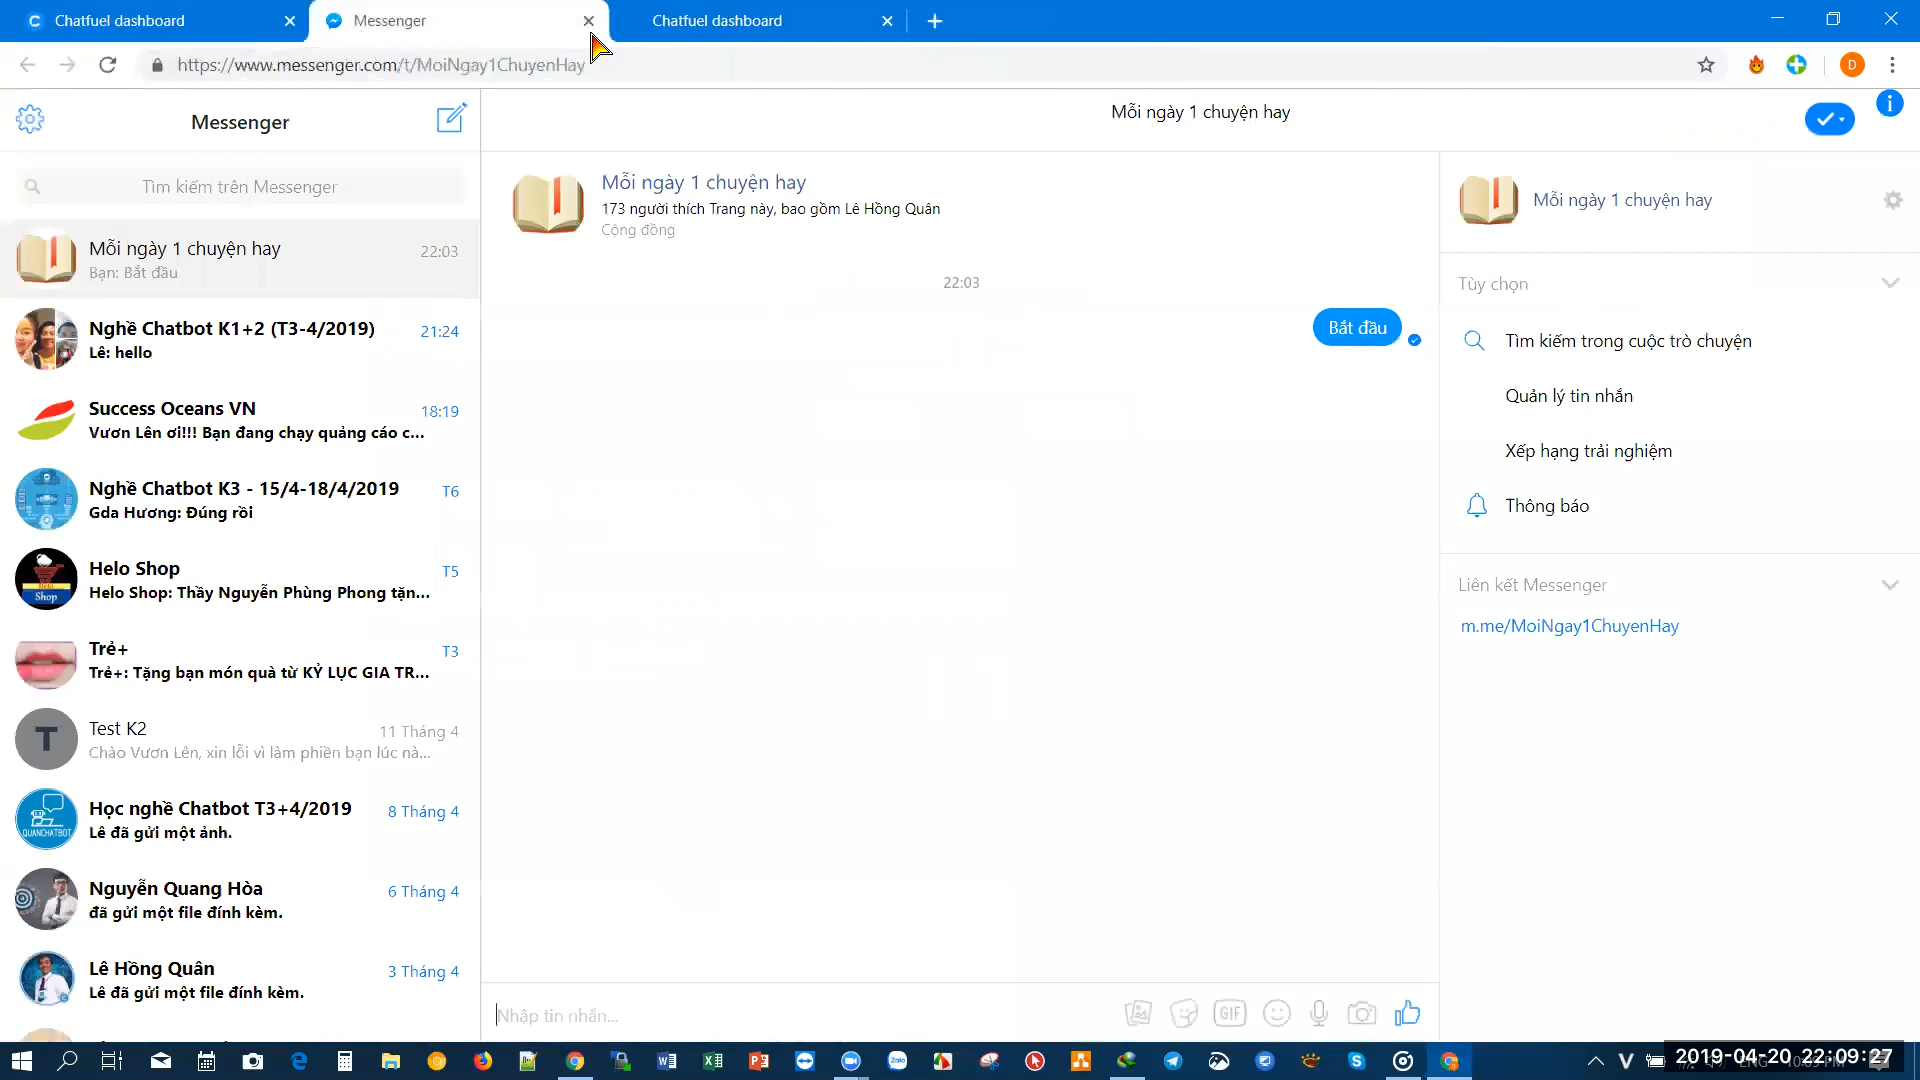 Chatfuel dashboard
Messenger
Chatfuel dashboard
https://www.messenger.com/t/MoiNgay1ChuyenHay
D
Messenger
Tìm kiếm trên Messenger
Mỗi ngày 1 chuyện hay
22:03
Bạn: Bắt đầu
Nghề Chatbot K1+2 (T3-4/2019)
21:24
Lê: hello
Success Oceans VN
18:19
Vươn Lên ơi!!! Bạn đang chạy quảng cáo c...
Nghề Chatbot K3 - 15/4-18/4/2019
T6
Gda Hương: Đúng rồi
Helo Shop
T5
Helo Shop: Thầy Nguyễn Phùng Phong tặn...
Shop
Trẻ+
T3
Trẻ+: Tặng bạn món quà từ KỶ LỤC GIA TR...
T
Test K2
11 Tháng 4
Chào Vươn Lên, xin lỗi vì làm phiền bạn lúc nà...
Học nghề Chatbot T3+4/2019
8 Tháng 4
Lê đã gửi một ảnh.
QUANCHATBOT
Nguyễn Quang Hòa
6 Tháng 4
đã gửi một file đính kèm.
Lê Hồng Quân
3 Tháng 4
Lê đã gửi một file đính kèm.
Mỗi ngày 1 chuyện hay
Mỗi ngày 1 chuyện hay
173 người thích Trang này, bao gồm Lê Hồng Quân
Cộng đồng
22:03
Bắt đầu
Nhập tin nhắn...
GIF
Mỗi ngày 1 chuyện hay
Tùy chọn
Tìm kiếm trong cuộc trò chuyện
Quản lý tin nhắn
Xếp hạng trải nghiệm
Thông báo
Liên kết Messenger
m.me/MoiNgay1ChuyenHay
Zalo
2019-04-20 22:09:27